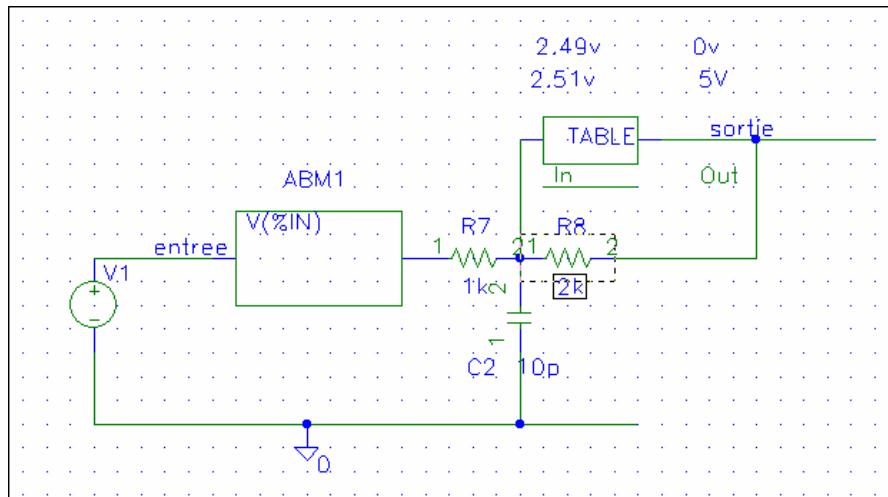 2.49v 0v
2.51v 5V
TABLE sortie
In Out
ABM1
V(%IN) R7 R8
entree 1 2 1 2
V1 1k 2 2k
1
C2 10p
0